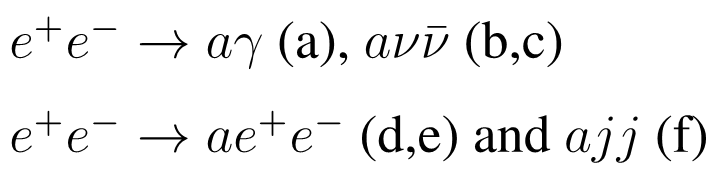 e⁺e⁻ → aγ (a), aνν̄ (b,c)
e⁺e⁻ → ae⁺e⁻ (d,e) and ajj (f)